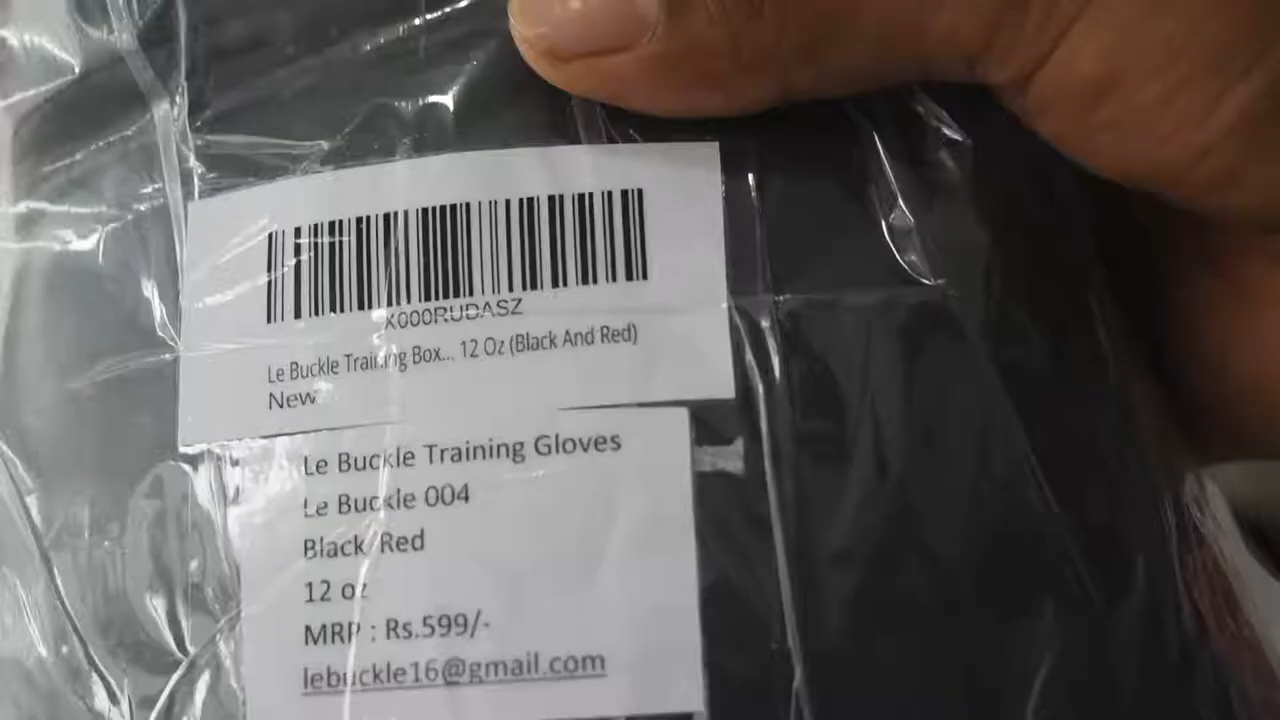 X000RUDASZ
Le Buckle Training Box... 12 Oz (Black And Red)
New
Le Buckle Training Gloves
Le Buckle 004
Black/Red
12 oz
MRP : Rs.599/-
lebuckle16@gmail.com